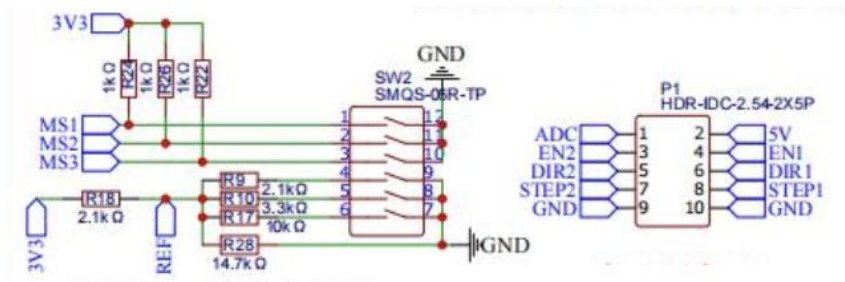 3V3
R24 1kΩ
R26 1kΩ
R22 1kΩ
GND
SW2
SMQS-06R-TP
MS1
MS2
MS3
1 12
2 11
3 10
4 9
5 8
6 7
R9
2.1kΩ
R10
3.3kΩ
R17
10kΩ
R28
14.7kΩ
3V3
R18
2.1kΩ
REF
GND
P1
HDR-IDC-2.54-2X5P
ADC 1 2 5V
EN2 3 4 EN1
DIR2 5 6 DIR1
STEP2 7 8 STEP1
GND 9 10 GND